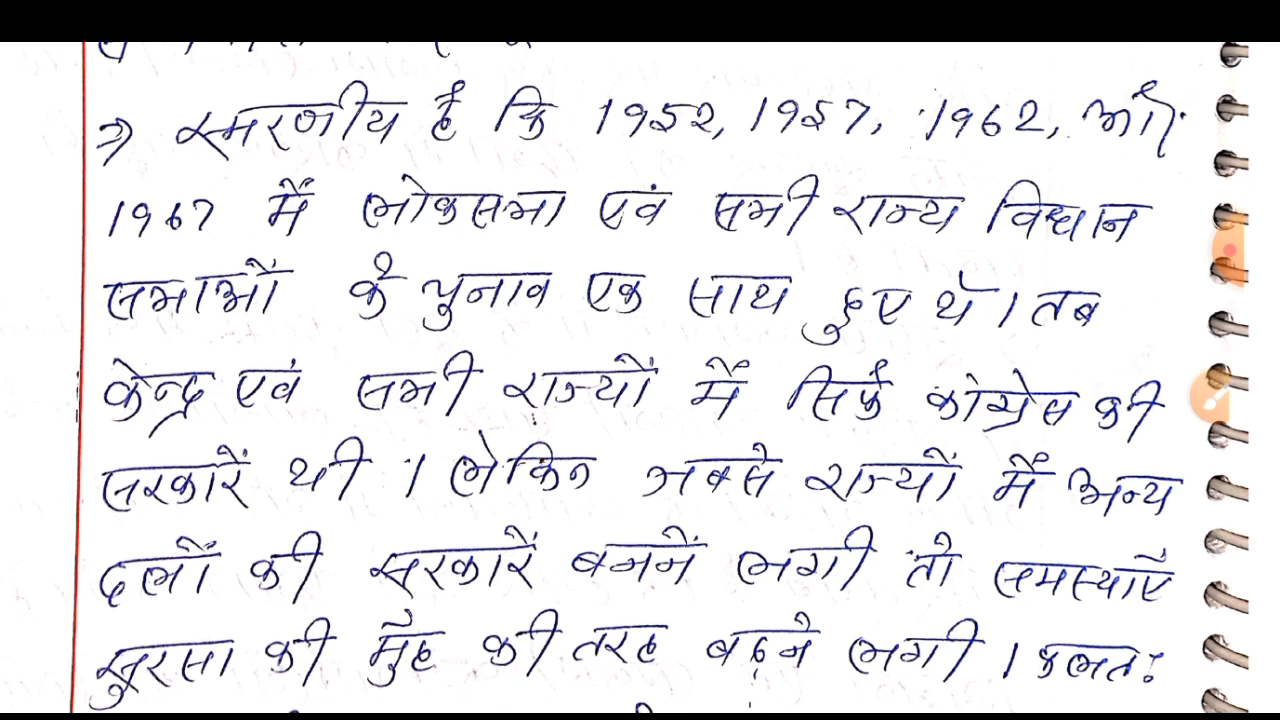 ⇒ स्मरणीय है कि 1952, 1957, 1962, और
1967 में लोकसभा एवं सभी राज्य विधान
सभाओं के चुनाव एक साथ हुए थे। तब
केन्द्र एवं सभी राज्यों में सिर्फ कांग्रेस की
सरकारें थी। लेकिन जबसे राज्यों में अन्य
दलों की सरकारें बननें लगी तो समस्याएँ
सुरसा की मुँह की तरह बढ़ने लगी। फलतः